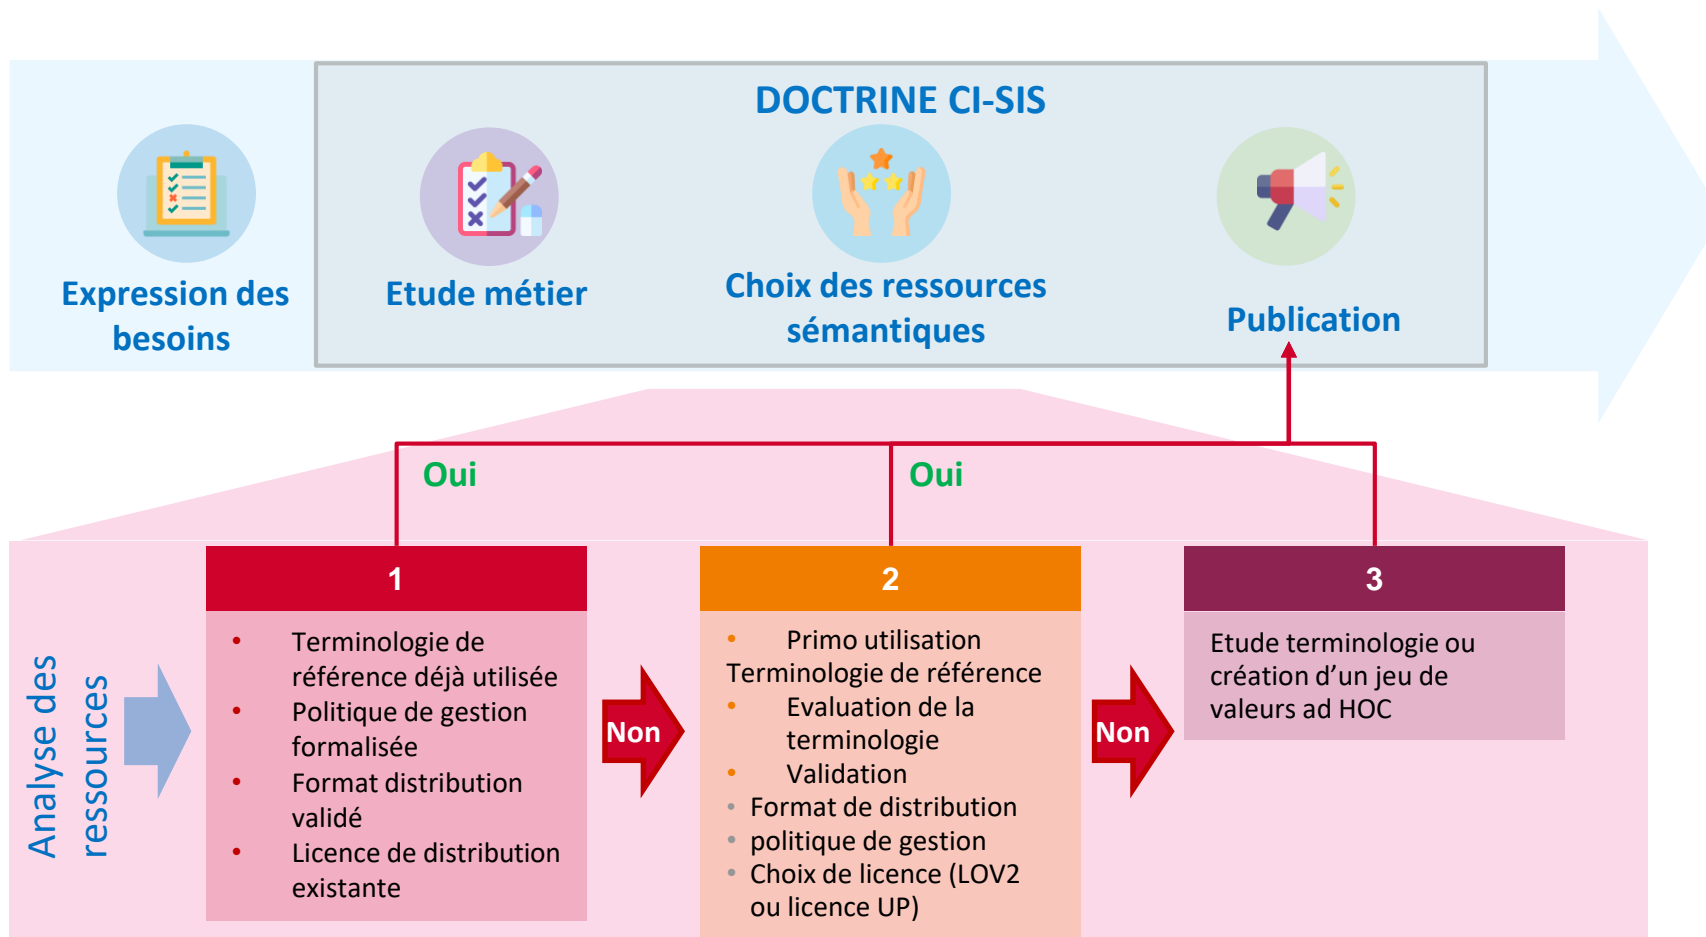 DOCTRINE CI-SIS
Expression des
besoins
Etude métier
Choix des ressources
sémantiques
Publication
Oui
Oui
Analyse des
ressources
1
• Terminologie de
référence déjà utilisée
• Politique de gestion
formalisée
• Format distribution
validé
• Licence de distribution
existante
Non
2
• Primo utilisation
Terminologie de référence
• Evaluation de la
terminologie
• Validation
• Format de distribution
• politique de gestion
• Choix de licence (LOV2
ou licence UP)
Non
3
Etude terminologie ou
création d’un jeu de
valeurs ad HOC